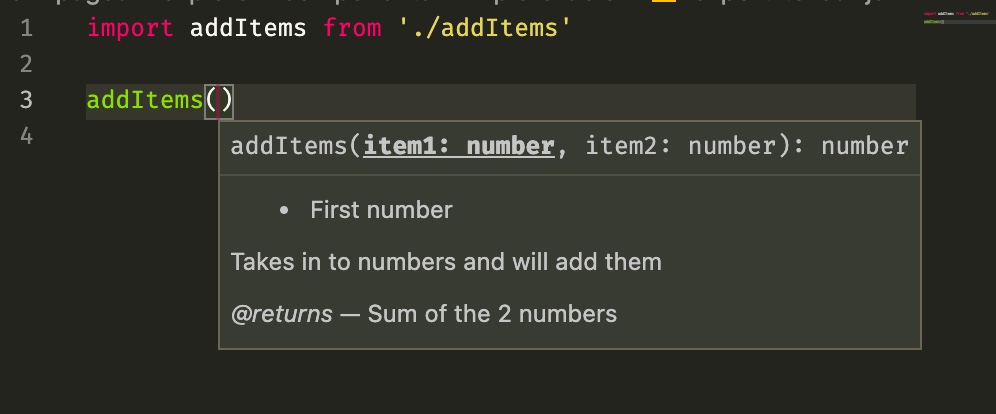 1 import addItems from './addItems'
2
3 addItems()
4
addItems(item1: number, item2: number): number
• First number
Takes in to numbers and will add them
@returns — Sum of the 2 numbers